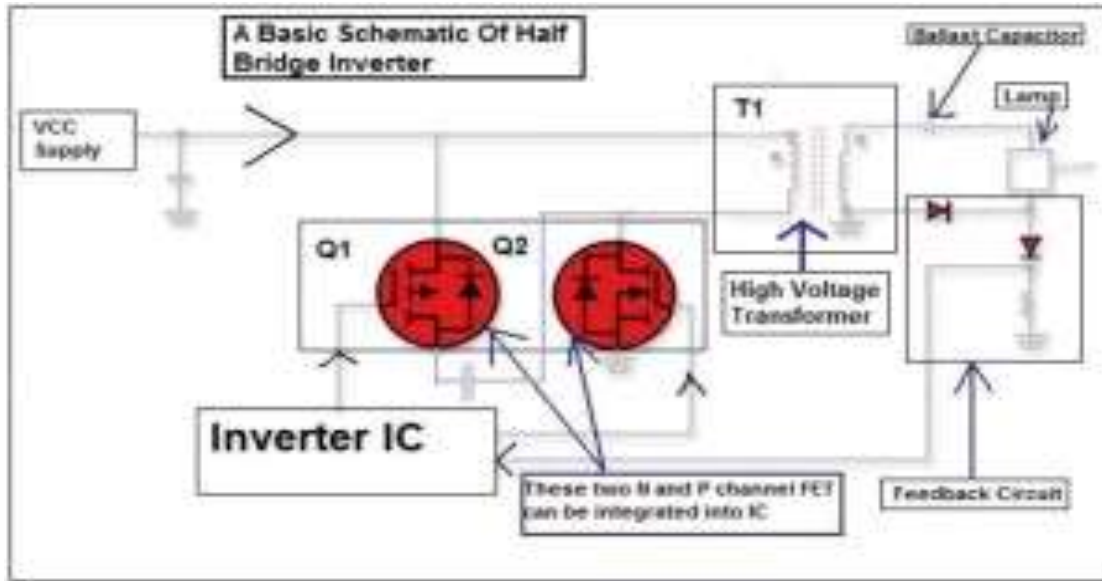 A Basic Schematic Of Half
Bridge Inverter
Ballast Capacitor
Lamp
VCC
Supply
T1
Q1
Q2
High Voltage
Transformer
Inverter IC
These two N and P channel FET
can be integrated into IC
Feedback Circuit